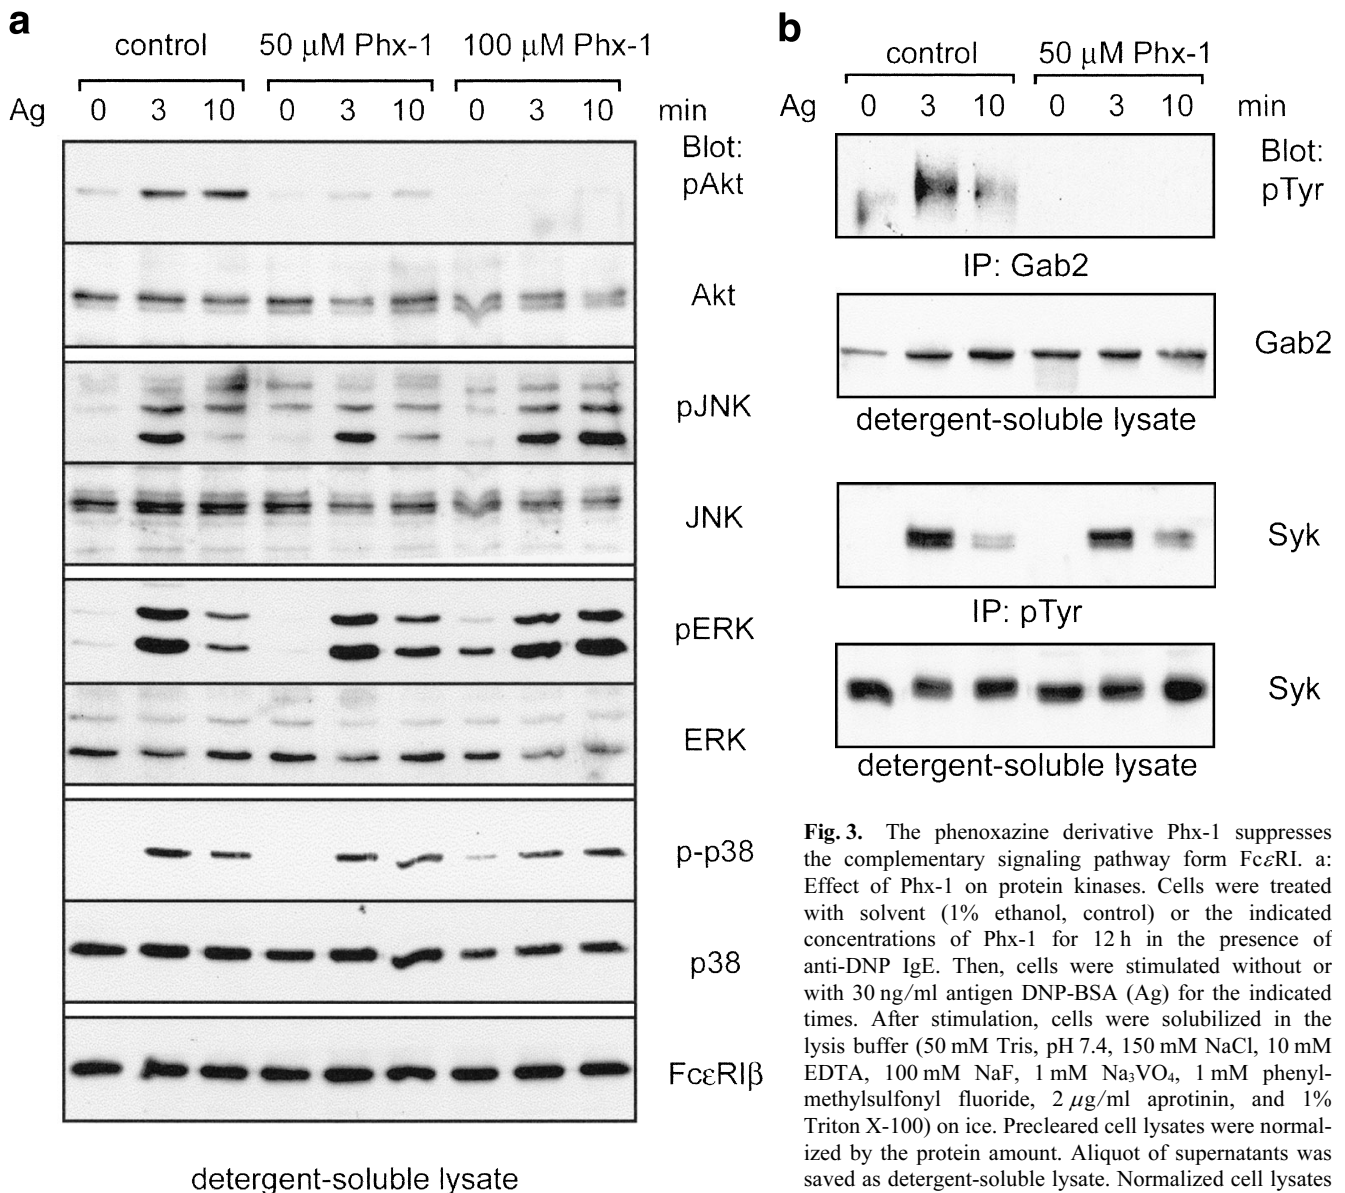 a
control 50 μM Phx-1 100 μM Phx-1
Ag 0 3 10 0 3 10 0 3 10 min
Blot:
pAkt
Akt
pJNK
JNK
pERK
ERK
p-p38
p38
FcεRIβ
detergent-soluble lysate
b
control 50 μM Phx-1
Ag 0 3 10 0 3 10 min
Blot:
pTyr
IP: Gab2
Gab2
detergent-soluble lysate
Syk
IP: pTyr
Syk
detergent-soluble lysate
Fig. 3. The phenoxazine derivative Phx-1 suppresses
the complementary signaling pathway form FcεRI. a:
Effect of Phx-1 on protein kinases. Cells were treated
with solvent (1% ethanol, control) or the indicated
concentrations of Phx-1 for 12 h in the presence of
anti-DNP IgE. Then, cells were stimulated without or
with 30 ng/ml antigen DNP-BSA (Ag) for the indicated
times. After stimulation, cells were solubilized in the
lysis buffer (50 mM Tris, pH 7.4, 150 mM NaCl, 10 mM
EDTA, 100 mM NaF, 1 mM Na₃VO₄, 1 mM phenyl-
methylsulfonyl fluoride, 2 μg/ml aprotinin, and 1%
Triton X-100) on ice. Precleared cell lysates were normal-
ized by the protein amount. Aliquot of supernatants was
saved as detergent-soluble lysate. Normalized cell lysates